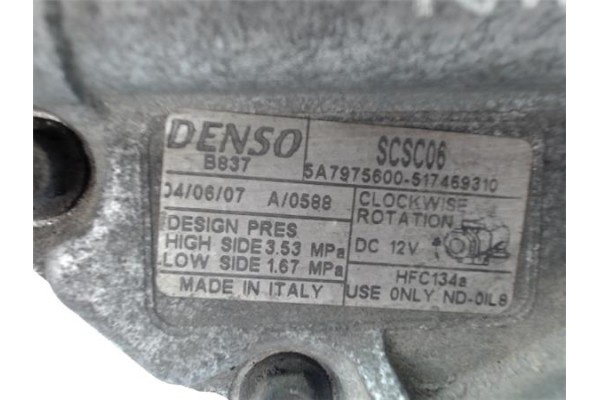 DENSO
B837
SCSC06
5A7975600-517469310
04/06/07 A/0588
CLOCKWISE
ROTATION
DESIGN PRES
HIGH SIDE 3.53 MPa
LOW SIDE 1.67 MPa
DC 12V
MADE IN ITALY
HFC134a
USE ONLY ND-OIL8